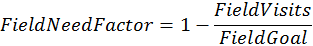 FieldNeedFactor = 1 − FieldVisits / FieldGoal